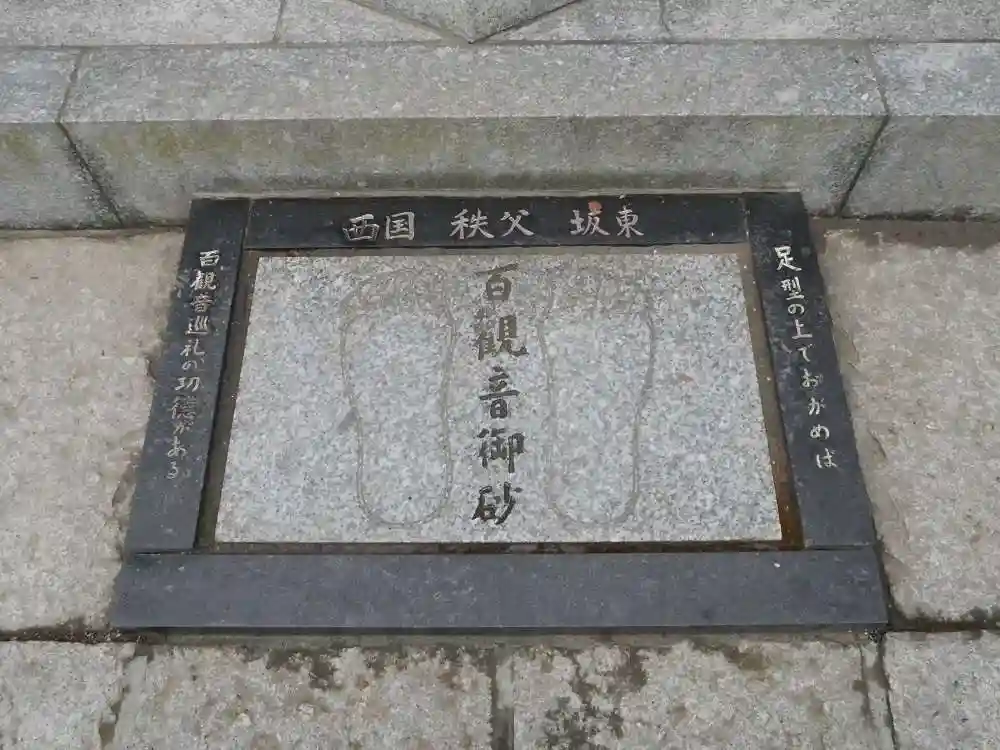 西国 秩父 坂東
足型の上でおがめば
百観音御砂
百観音巡礼の功徳がある